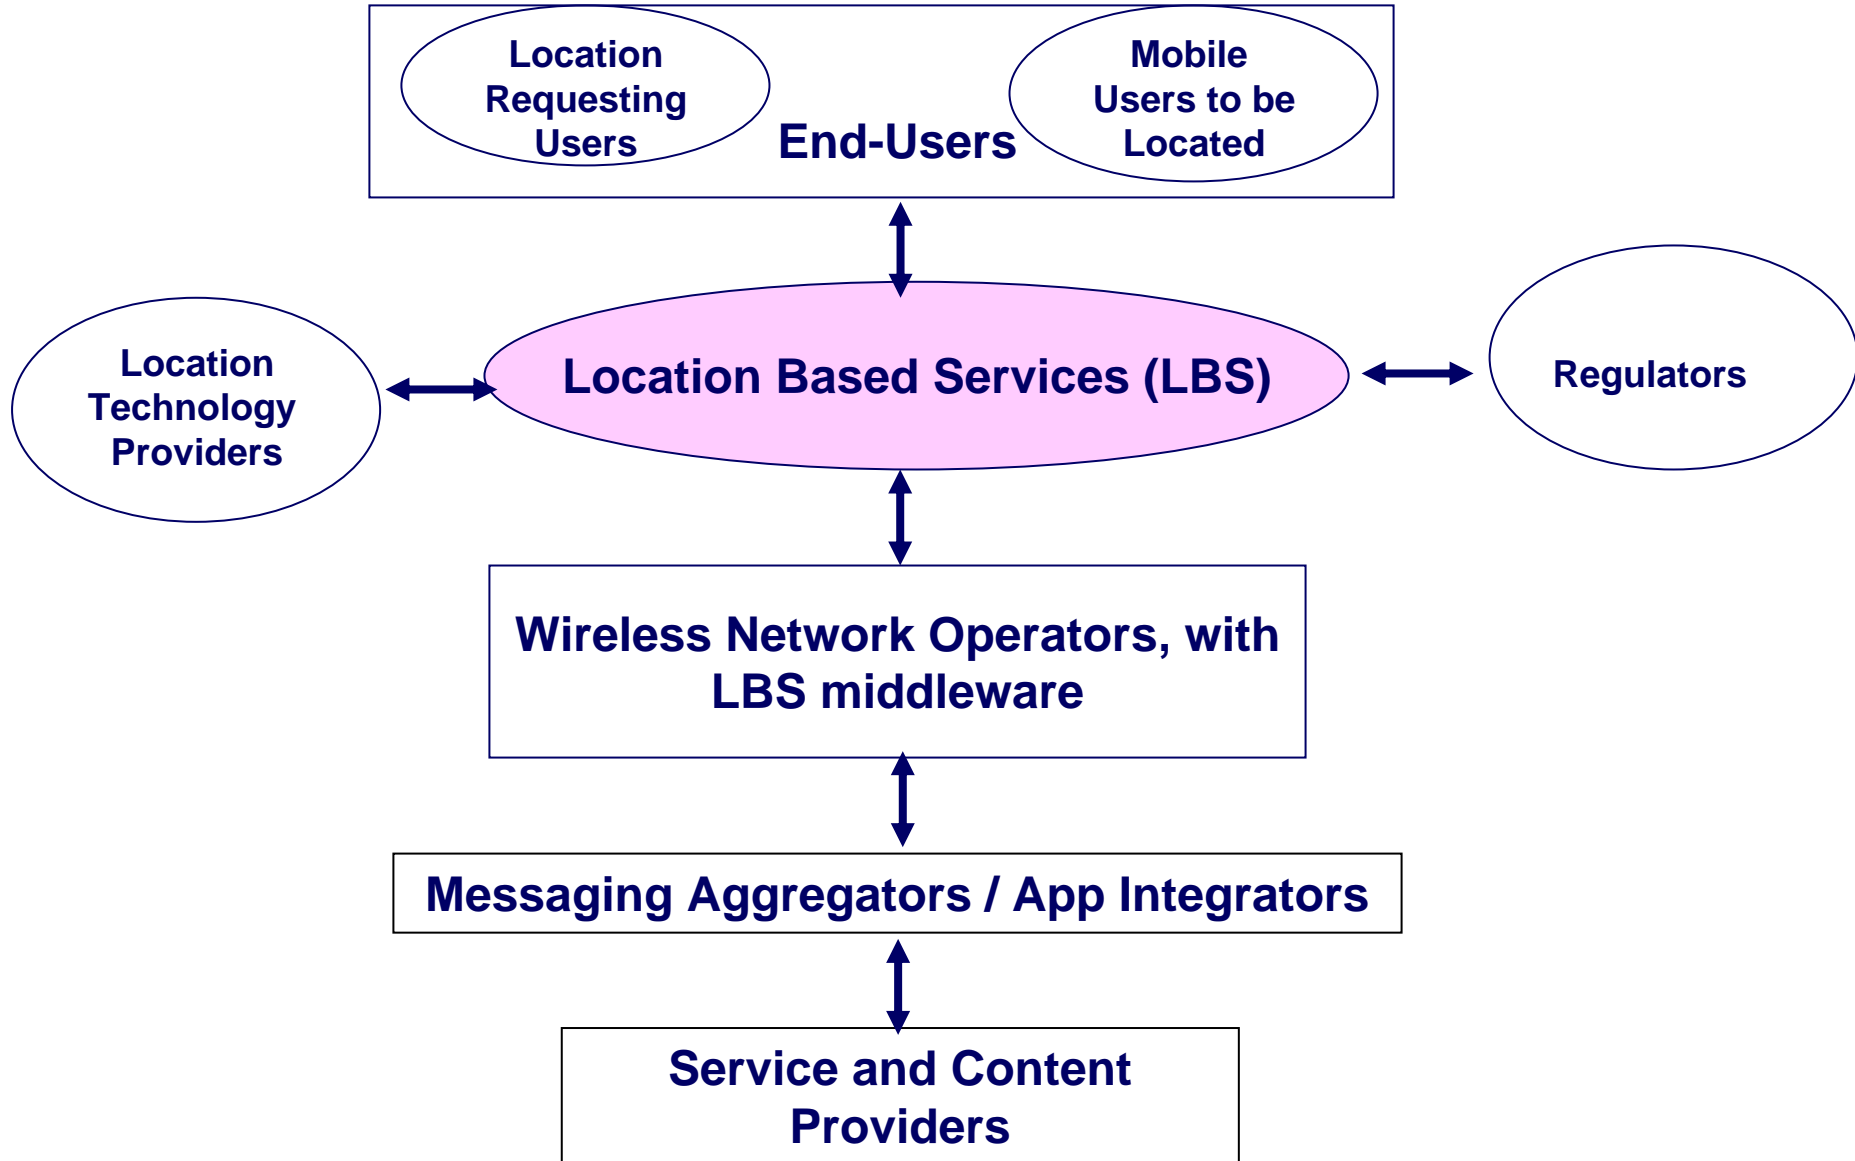 Location
Requesting
Users
Mobile
Users to be
Located
End-Users
Location
Technology
Providers
Location Based Services (LBS)
Regulators
Wireless Network Operators, with
LBS middleware
Messaging Aggregators / App Integrators
Service and Content
Providers